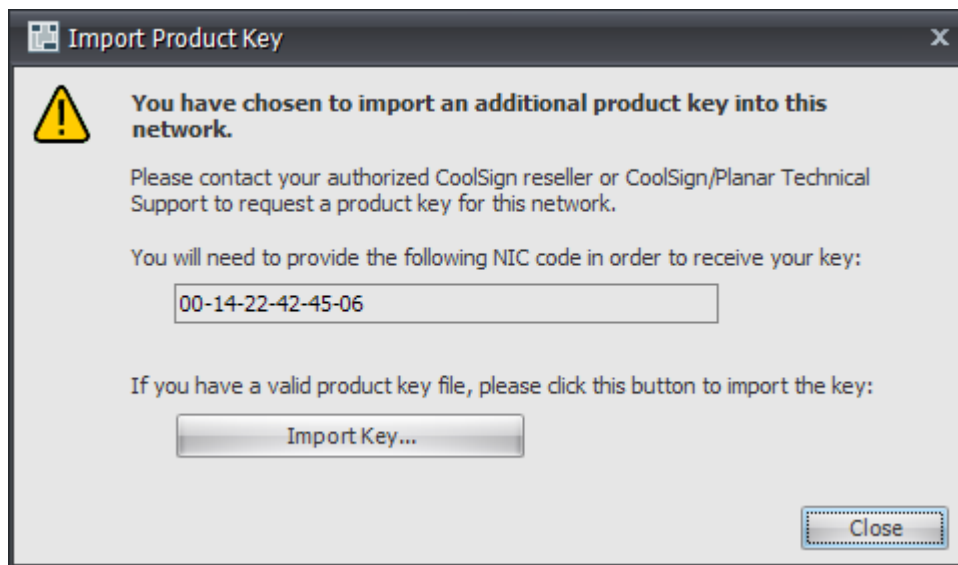 Import Product Key
You have chosen to import an additional product key into this
network.
Please contact your authorized CoolSign reseller or CoolSign/Planar Technical
Support to request a product key for this network.
You will need to provide the following NIC code in order to receive your key:
00-14-22-42-45-06
If you have a valid product key file, please click this button to import the key:
Import Key...
Close